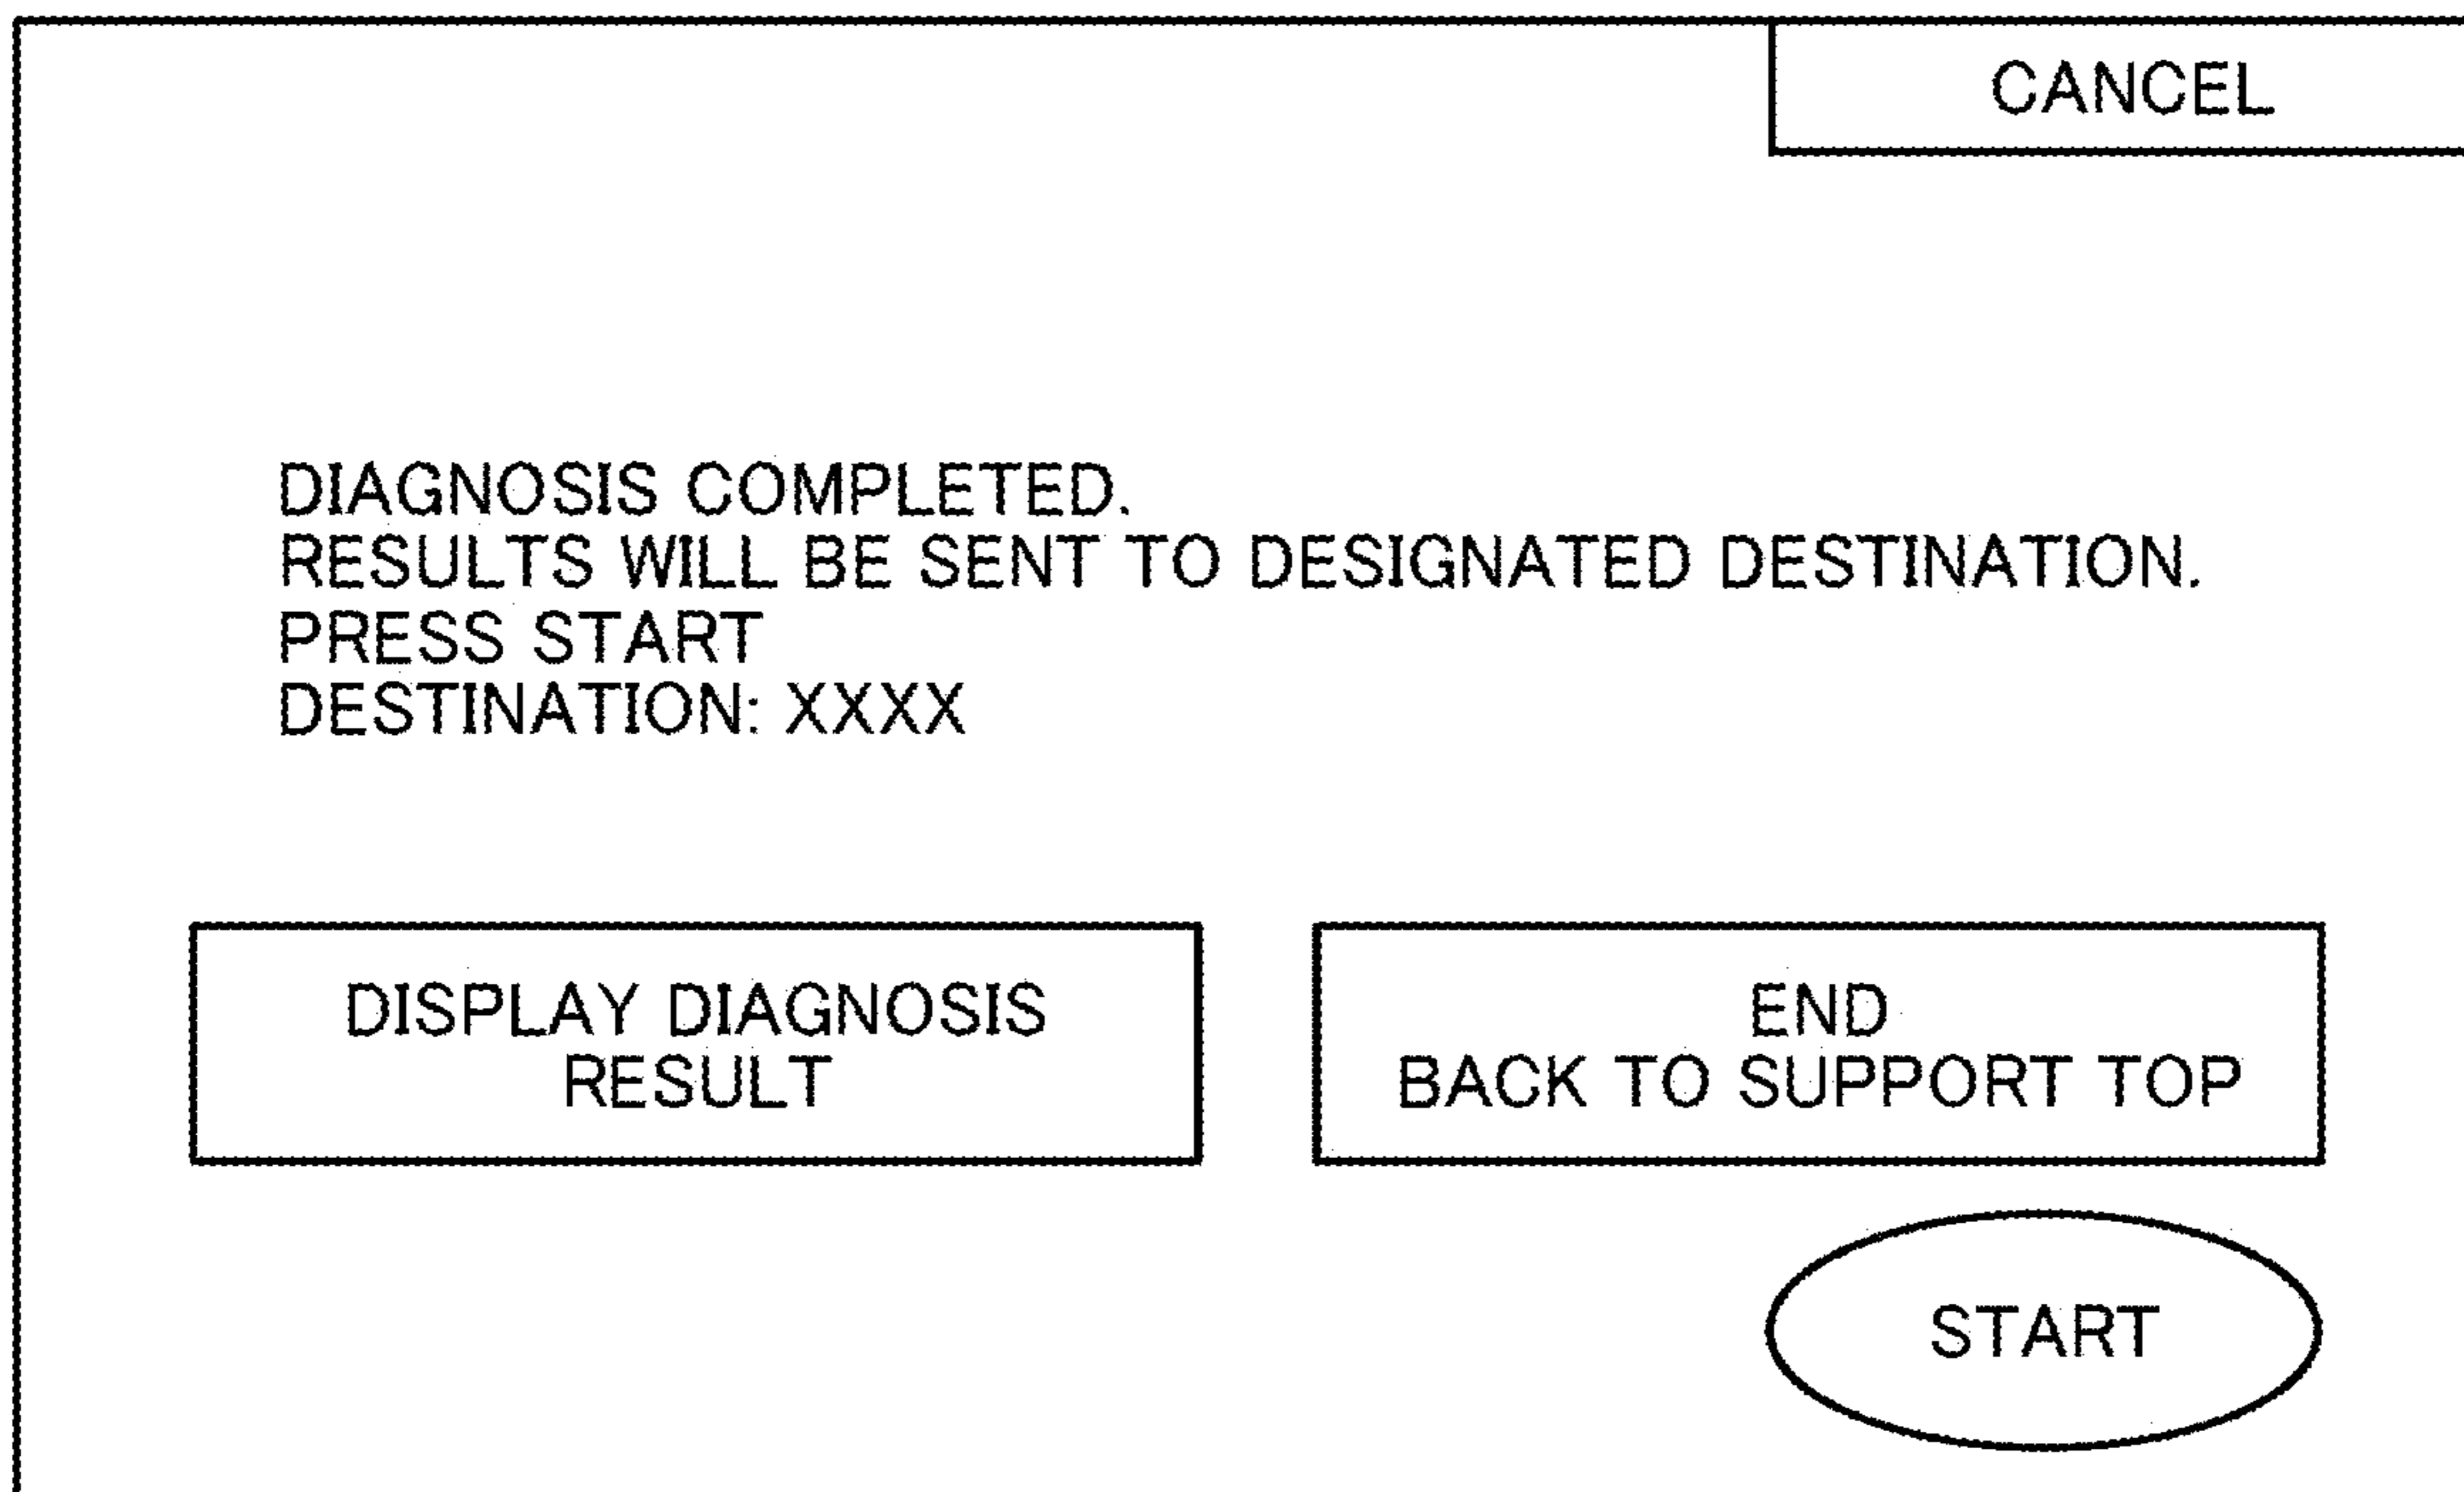 CANCEL
DIAGNOSIS COMPLETED.
RESULTS WILL BE SENT TO DESIGNATED DESTINATION.
PRESS START
DESTINATION: XXXX
DISPLAY DIAGNOSIS
RESULT
END
BACK TO SUPPORT TOP
START